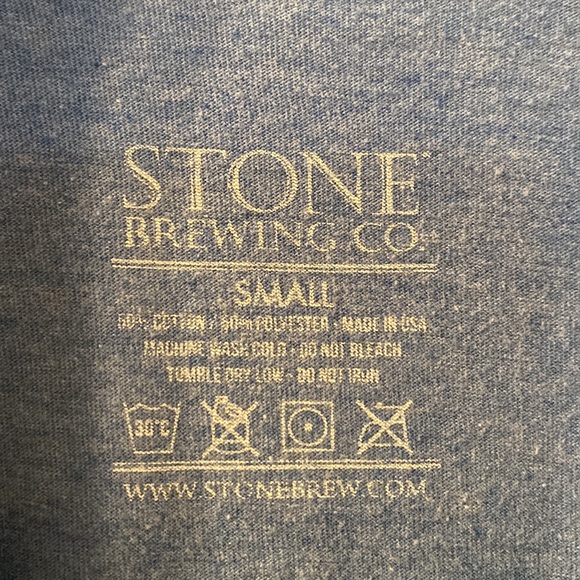 STONE
BREWING CO.
SMALL
50% COTTON / 50% POLYESTER · MADE IN USA
MACHINE WASH COLD · DO NOT BLEACH
TUMBLE DRY LOW · DO NOT IRON
30°C
WWW.STONEBREW.COM